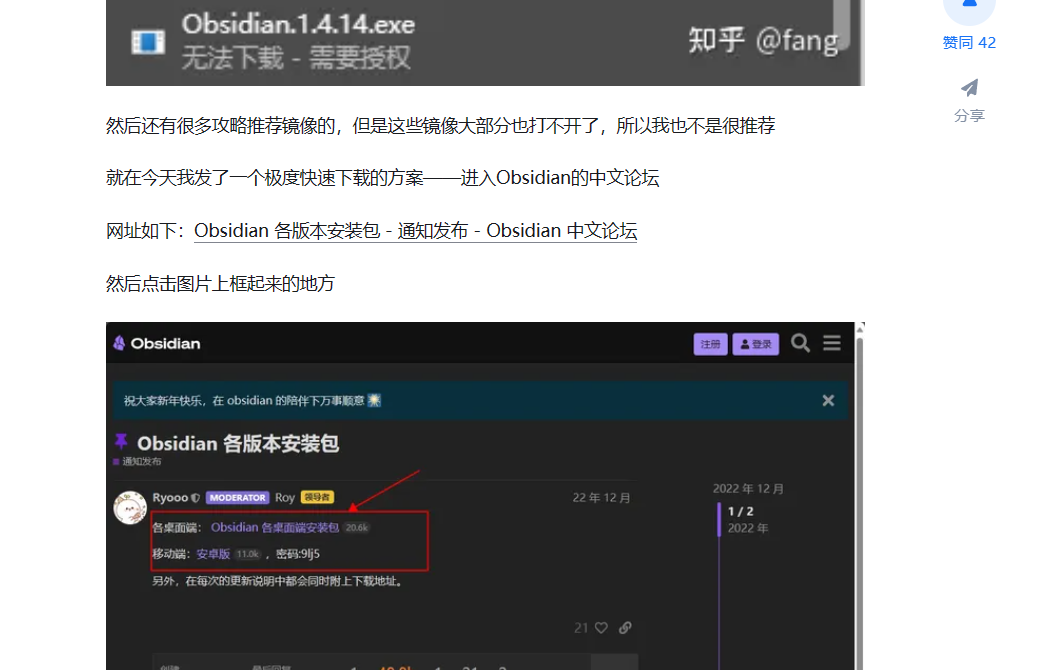 Obsidian.1.4.14.exe
无法下载 - 需要授权
知乎 @fang
赞同 42
分享
然后还有很多攻略推荐镜像的，但是这些镜像大部分也打不开了，所以我也不是很推荐
就在今天我发了一个极度快速下载的方案——进入Obsidian的中文论坛
网址如下：Obsidian 各版本安装包 - 通知发布 - Obsidian 中文论坛
然后点击图片上框起来的地方
Obsidian
注册
登录
祝大家新年快乐，在 obsidian 的陪伴下万事顺意
Obsidian 各版本安装包
通知发布
Ryooo MODERATOR Roy 领导者
22 年 12 月
各桌面端： Obsidian 各桌面端安装包 20.6k
移动端：安卓版 11.0k ，密码:9lj5
另外，在每次的更新说明中都会同时附上下载地址。
2022 年 12 月
1 / 2
2022 年
21